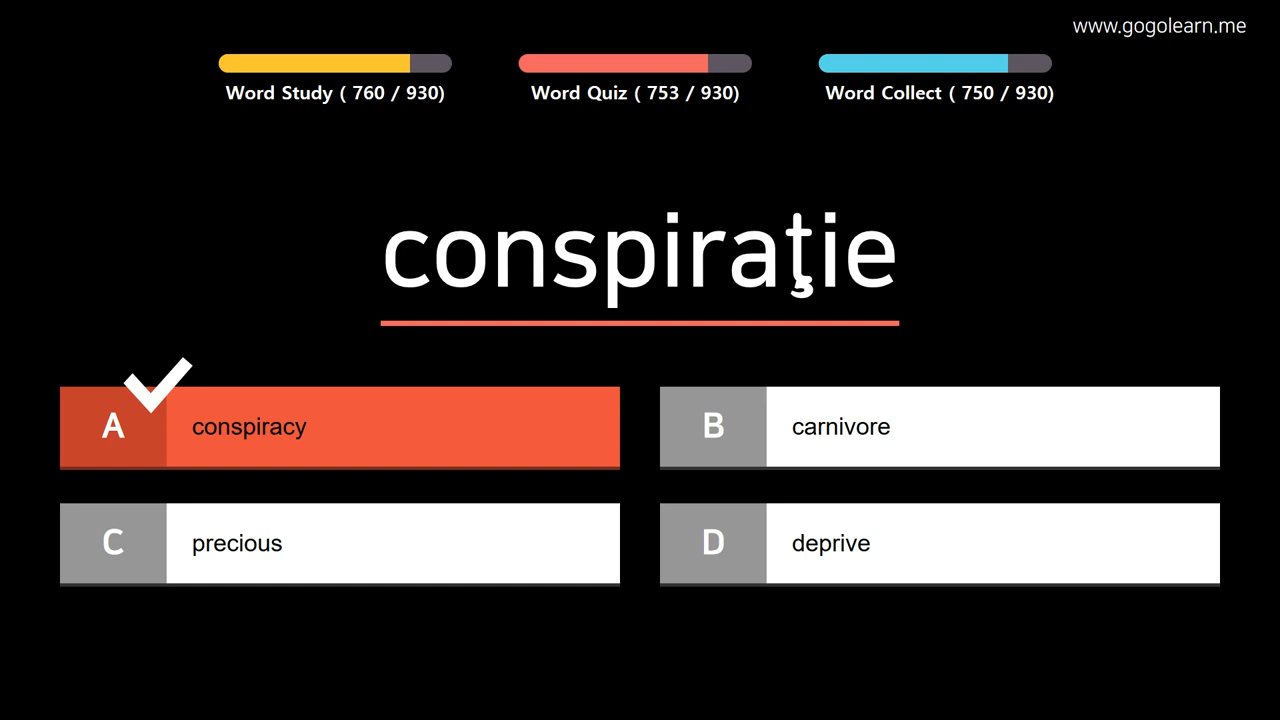 www.gogolearn.me
Word Study ( 760 / 930)
Word Quiz ( 753 / 930)
Word Collect ( 750 / 930)
conspiraţie
A conspiracy
B carnivore
C precious
D deprive